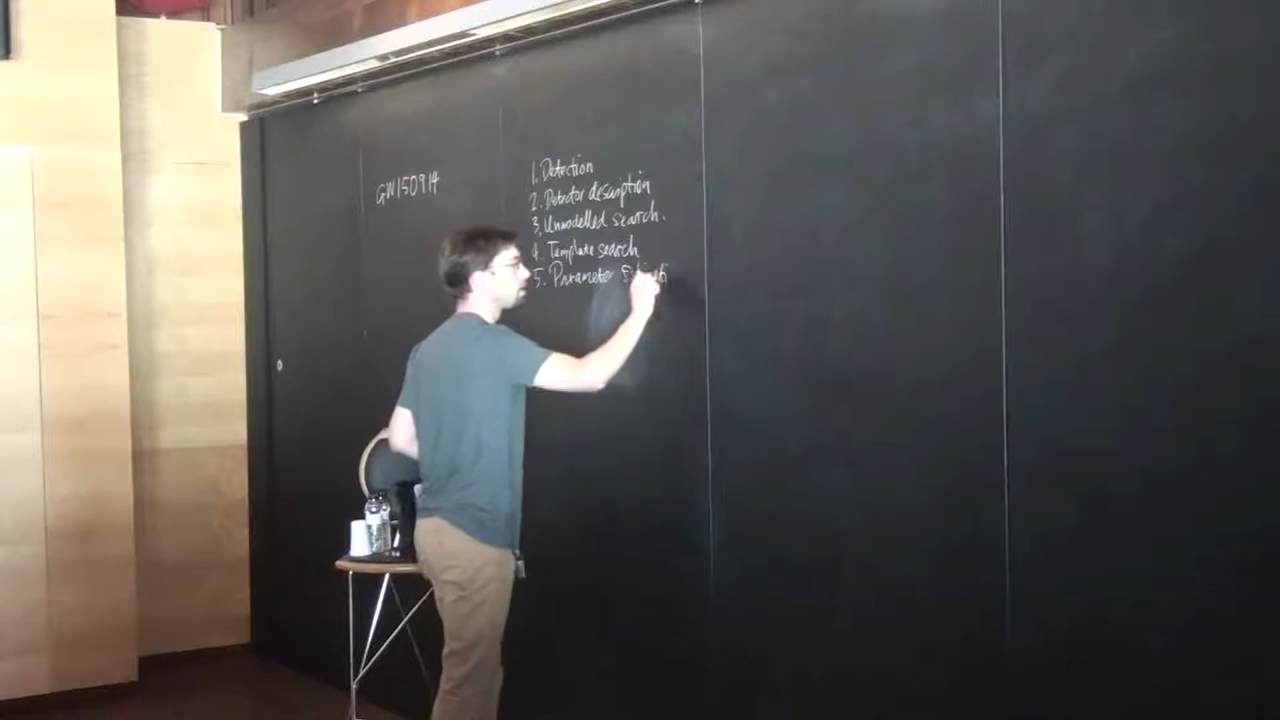 GW150914
1. Detection
2. Detector description
3. Unmodelled search.
4. Template search
5. Parameter